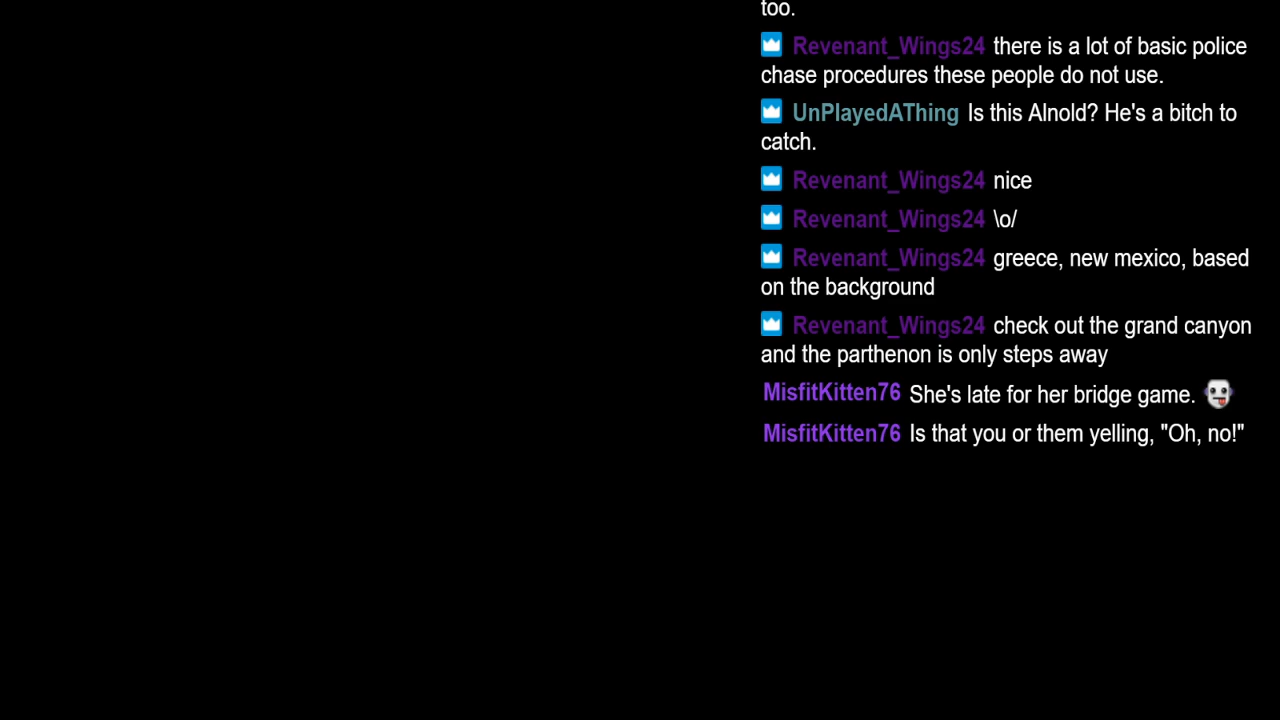 too.
Revenant_Wings24 there is a lot of basic police
chase procedures these people do not use.
UnPlayedAThing Is this Alnold? He's a bitch to
catch.
Revenant_Wings24 nice
Revenant_Wings24 \o/
Revenant_Wings24 greece, new mexico, based
on the background
Revenant_Wings24 check out the grand canyon
and the parthenon is only steps away
MisfitKitten76 She's late for her bridge game.
MisfitKitten76 Is that you or them yelling, "Oh, no!"